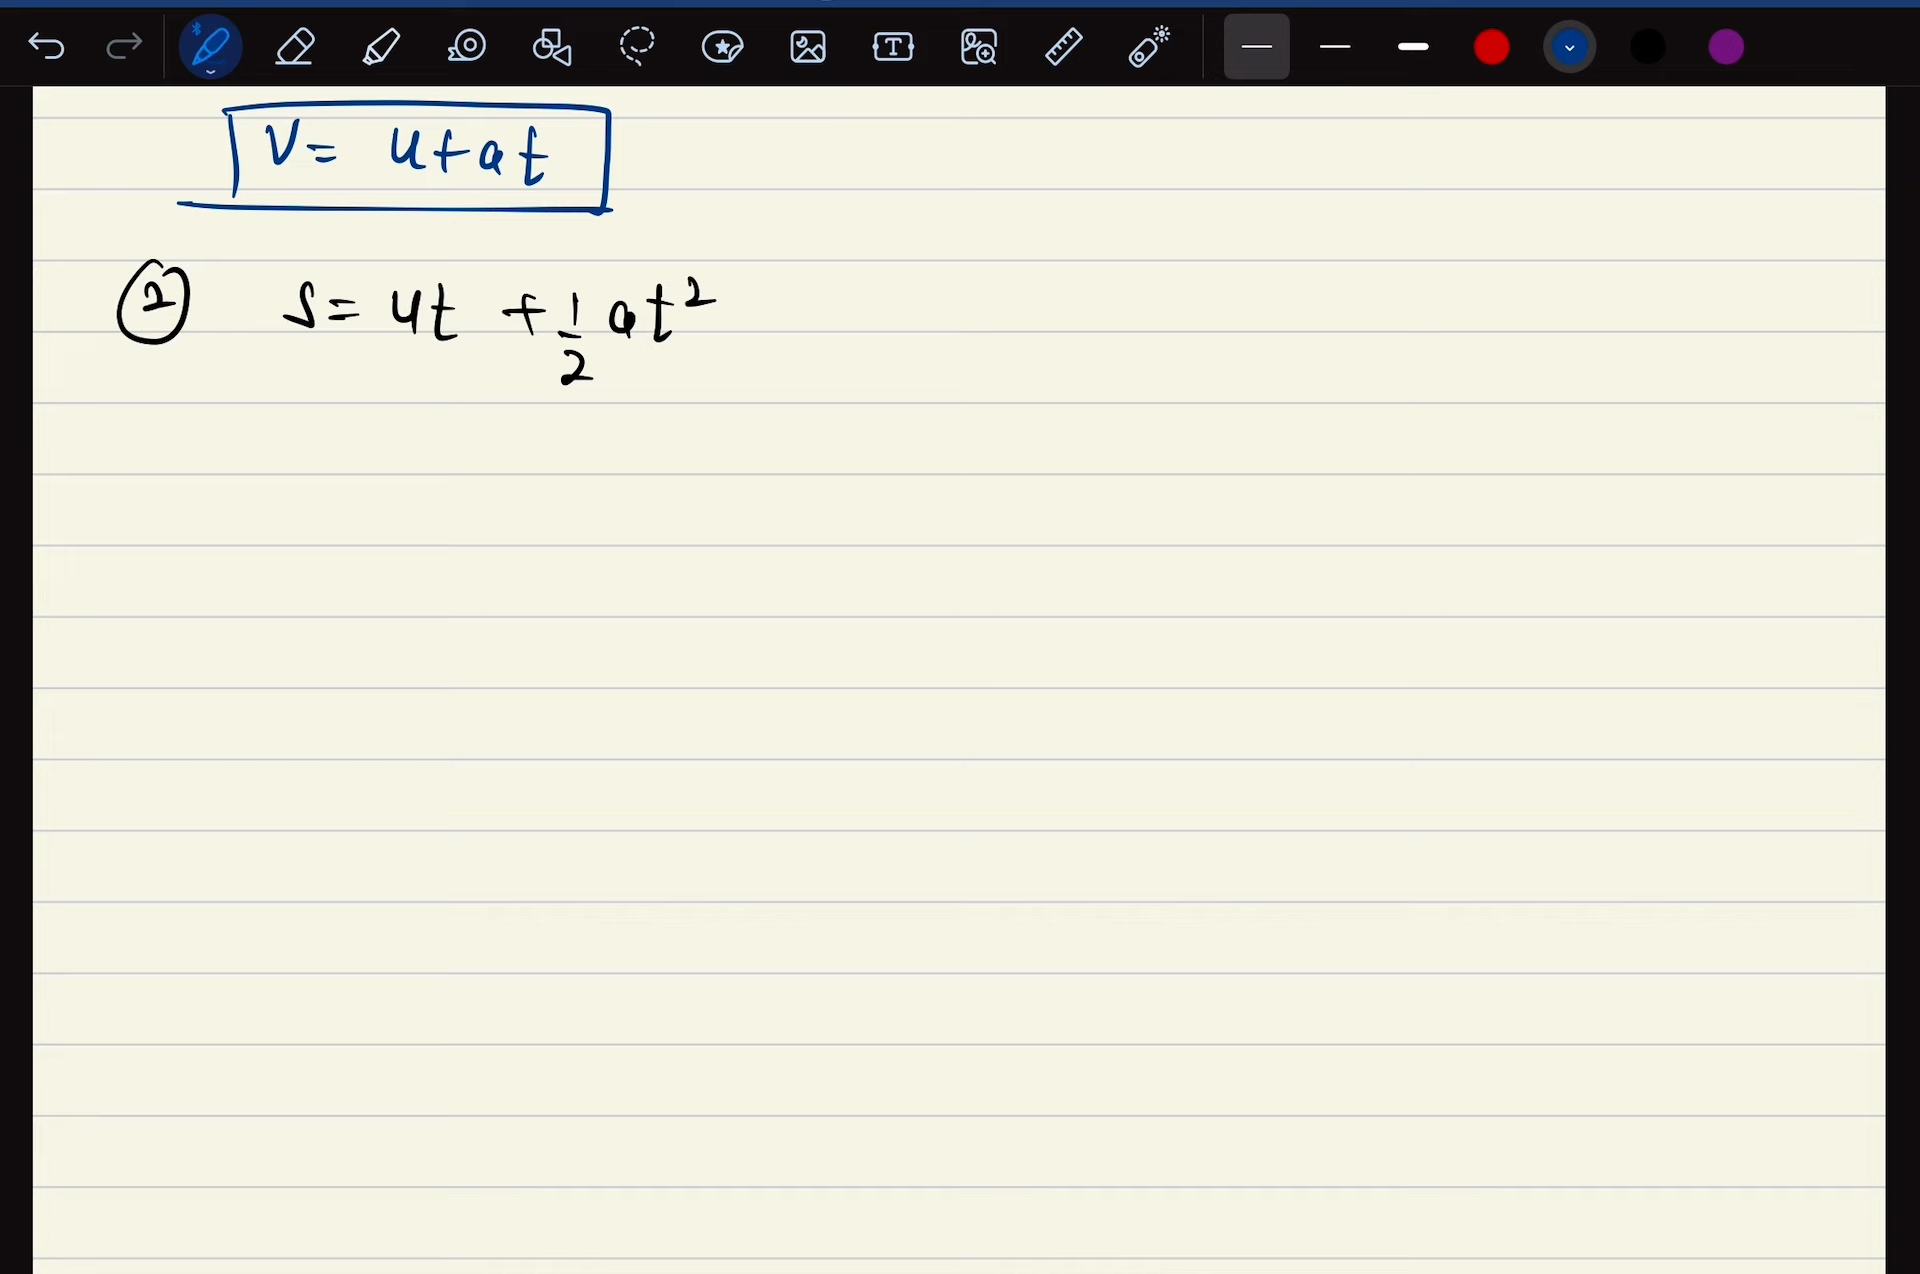 v = u + at
② s = ut + 1/2 at²